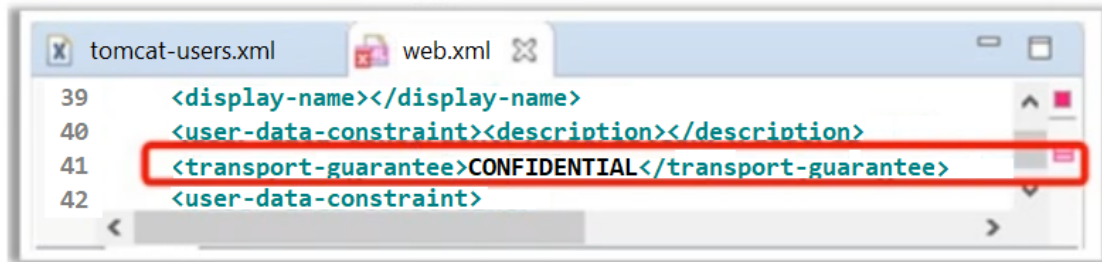 tomcat-users.xml web.xml
39 <display-name></display-name>
40 <user-data-constraint><description></description>
41 <transport-guarantee>CONFIDENTIAL</transport-guarantee>
42 <user-data-constraint>